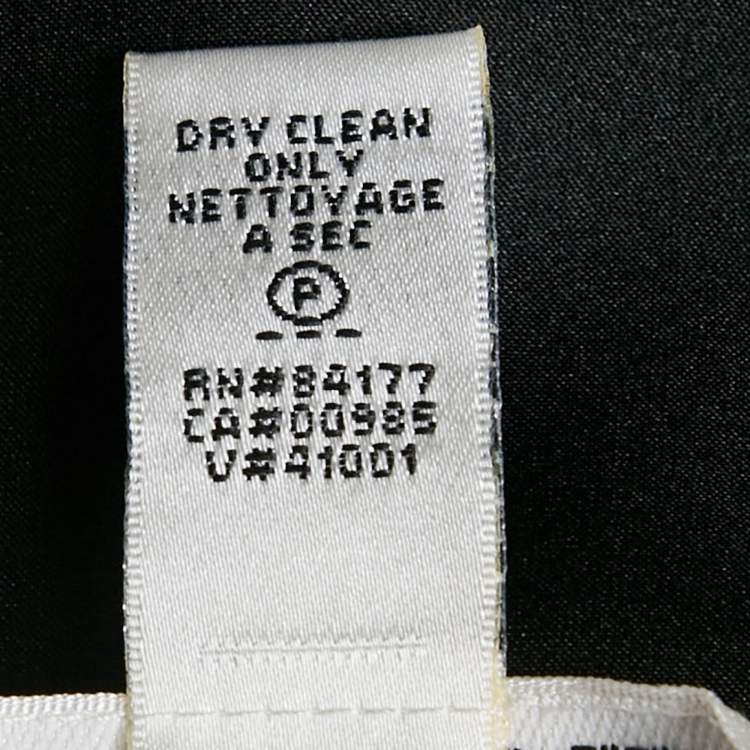 DRY CLEAN
ONLY
NETTOYAGE
A SEC
P
RN#84177
CA#00985
V#41001